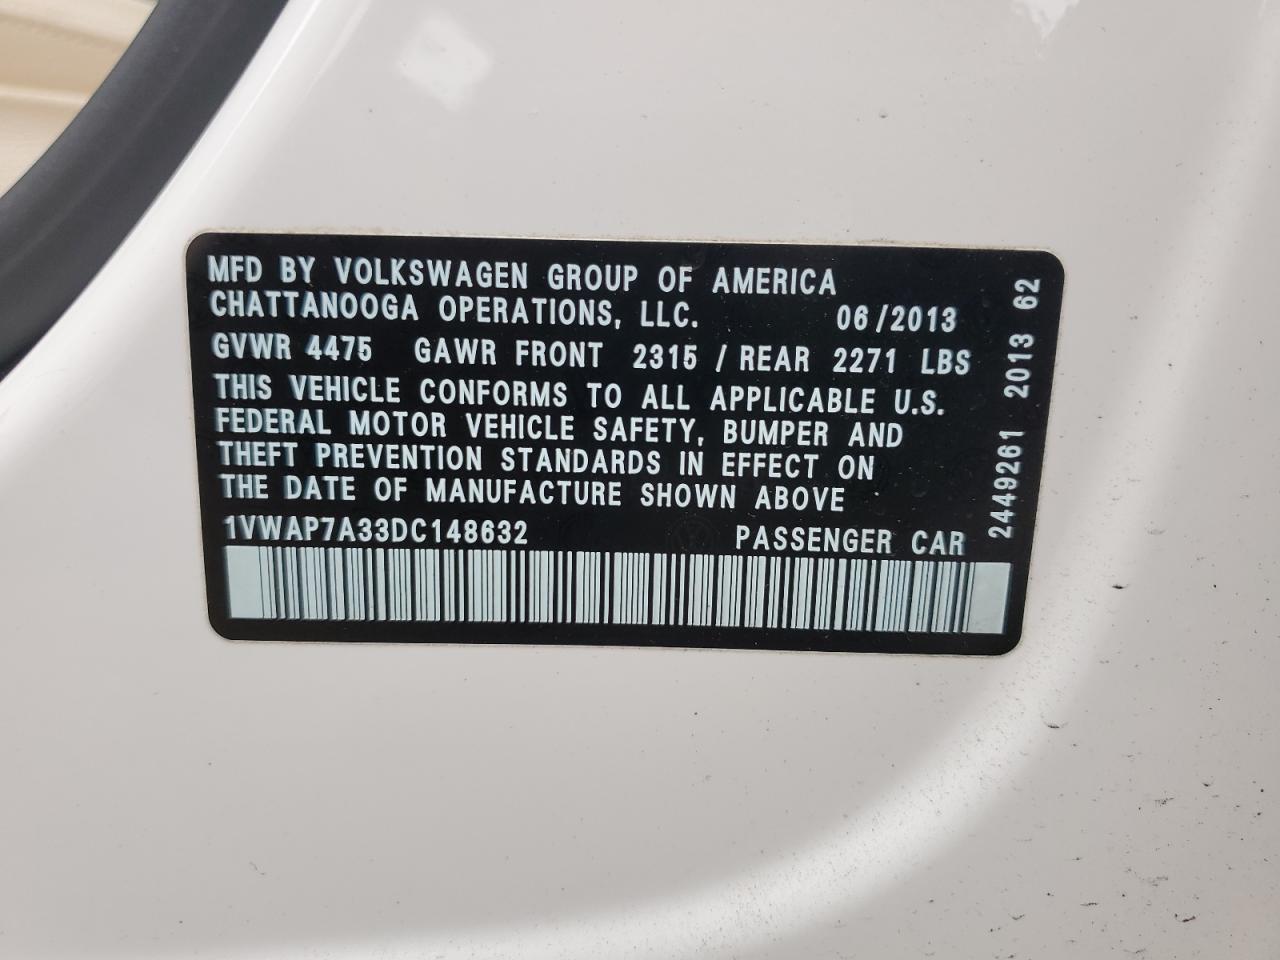 MFD BY VOLKSWAGEN GROUP OF AMERICA
CHATTANOOGA OPERATIONS, LLC. 06/2013
GVWR 4475 GAWR FRONT 2315 / REAR 2271 LBS
THIS VEHICLE CONFORMS TO ALL APPLICABLE U.S.
FEDERAL MOTOR VEHICLE SAFETY, BUMPER AND
THEFT PREVENTION STANDARDS IN EFFECT ON
THE DATE OF MANUFACTURE SHOWN ABOVE
1VWAP7A33DC148632 PASSENGER CAR
2449261 2013 62